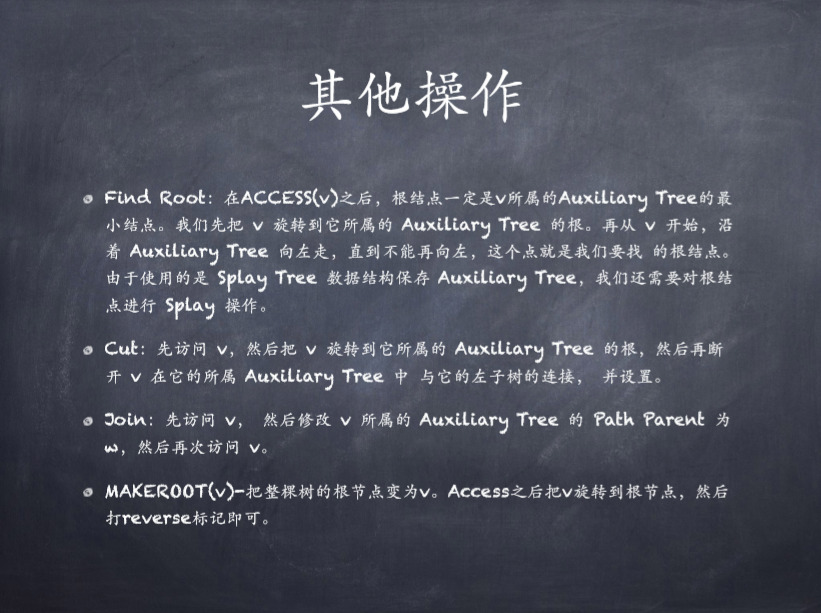 其他操作
Find Root：在ACCESS(v)之后，根结点一定是v所属的Auxiliary Tree的最
小结点。我们先把 v 旋转到它所属的 Auxiliary Tree 的根。再从 v 开始，沿
着 Auxiliary Tree 向左走，直到不能再向左，这个点就是我们要找 的根结点。
由于使用的是 Splay Tree 数据结构保存 Auxiliary Tree，我们还需要对根结
点进行 Splay 操作。
Cut：先访问 v，然后把 v 旋转到它所属的 Auxiliary Tree 的根，然后再断
开 v 在它的所属 Auxiliary Tree 中 与它的左子树的连接， 并设置。
Join：先访问 v， 然后修改 v 所属的 Auxiliary Tree 的 Path Parent 为
w，然后再次访问 v。
MAKEROOT(v)-把整棵树的根节点变为v。Access之后把v旋转到根节点，然后
打reverse标记即可。